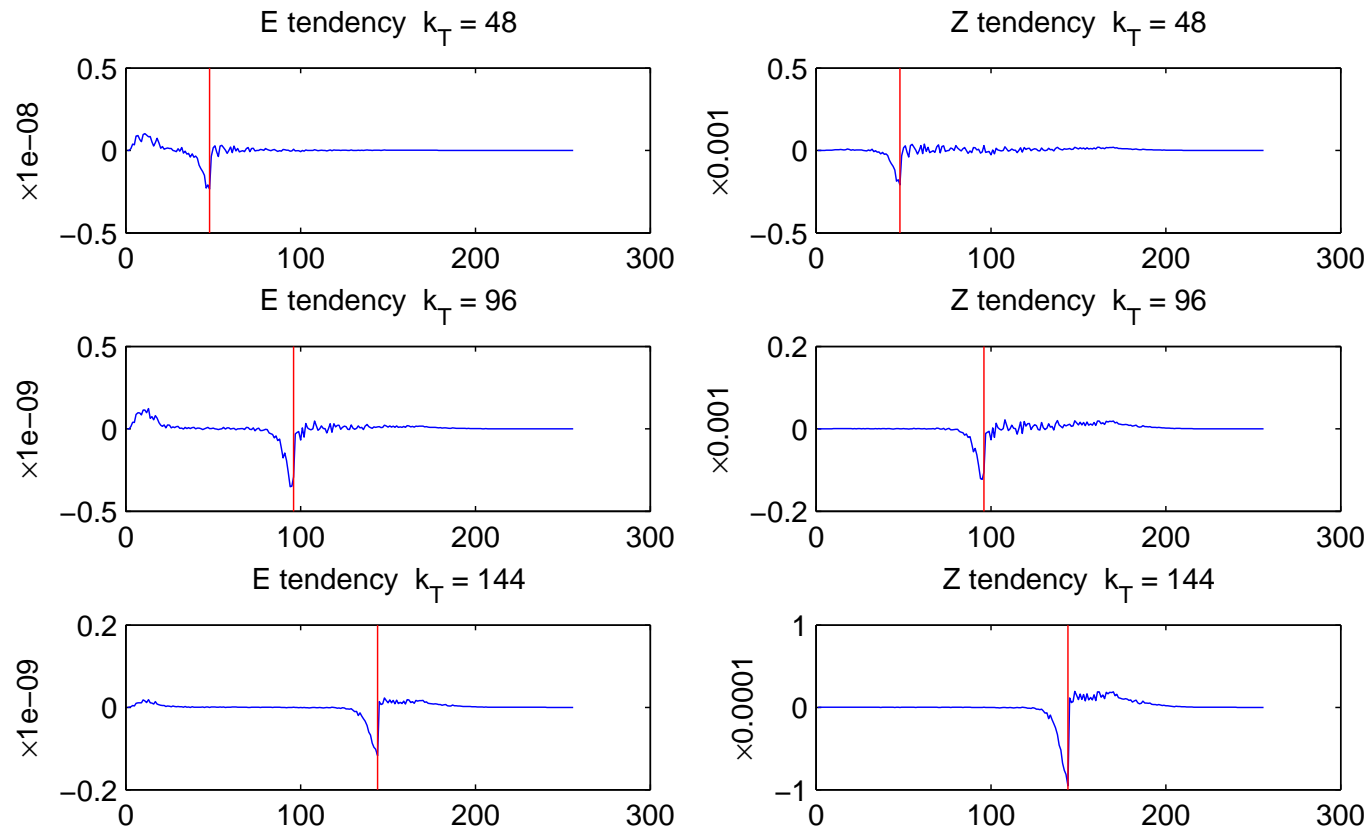 E tendency k_T = 48
0.5
0
−0.5
×1e−08
0 100 200 300
Z tendency k_T = 48
0.5
0
−0.5
×0.001
0 100 200 300
E tendency k_T = 96
0.5
0
−0.5
×1e−09
0 100 200 300
Z tendency k_T = 96
0.2
0
−0.2
×0.001
0 100 200 300
E tendency k_T = 144
0.2
0
−0.2
×1e−09
0 100 200 300
Z tendency k_T = 144
1
0
−1
×0.0001
0 100 200 300